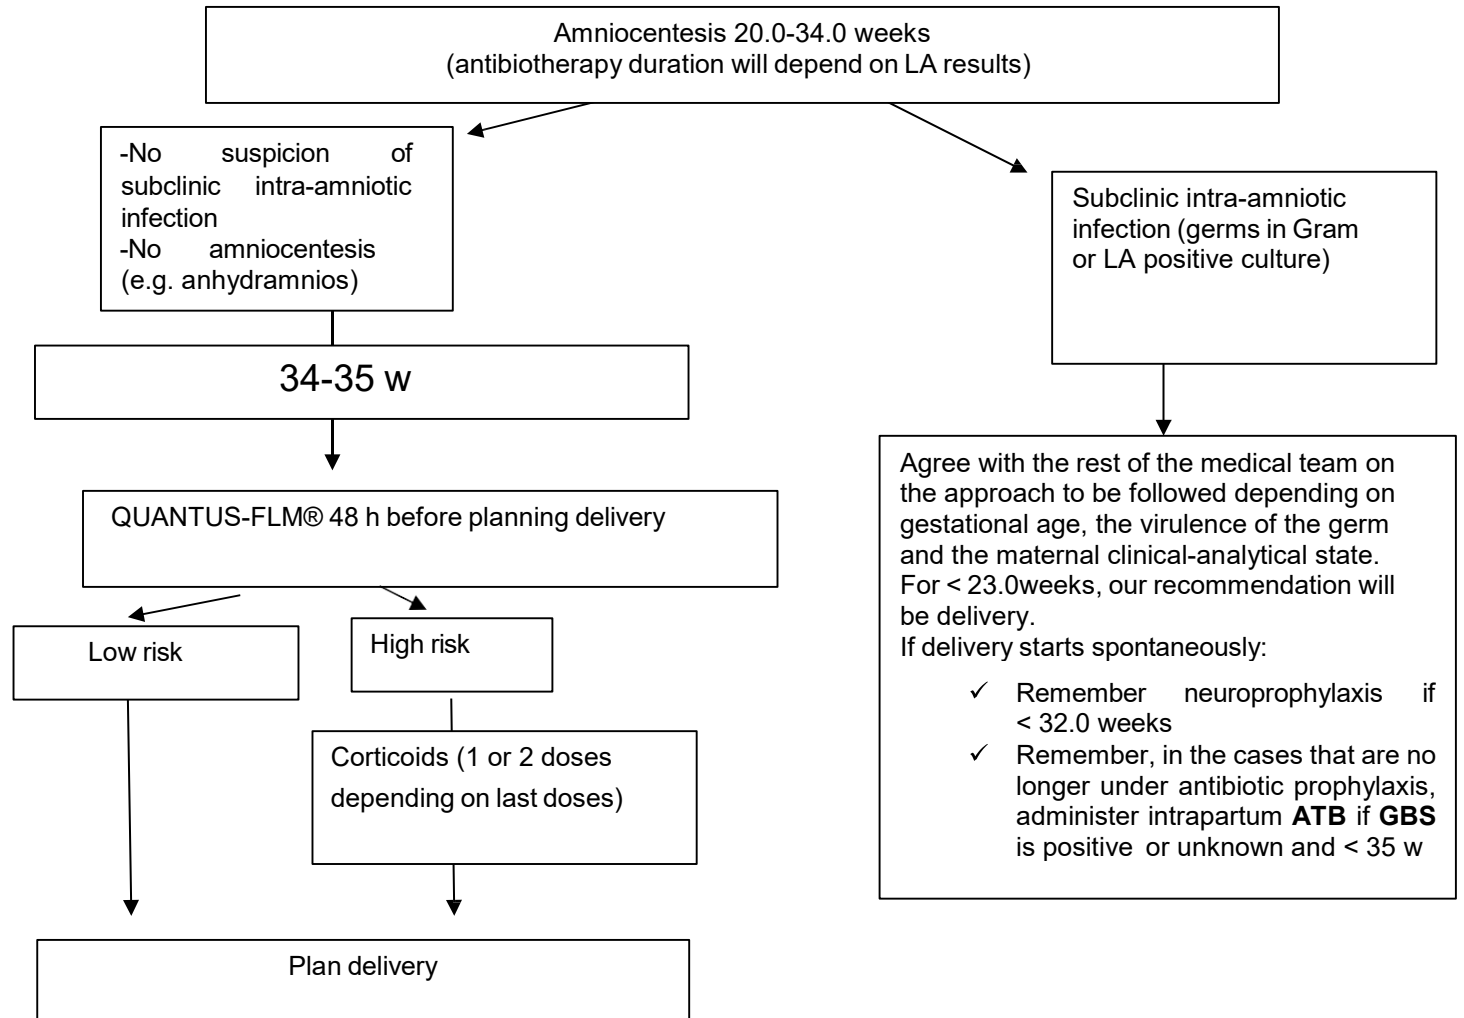 Amniocentesis 20.0-34.0 weeks
(antibiotherapy duration will depend on LA results)
-No suspicion of
subclinic intra-amniotic
infection
-No amniocentesis
(e.g. anhydramnios)
Subclinic intra-amniotic
infection (germs in Gram
or LA positive culture)
34-35 w
QUANTUS-FLM® 48 h before planning delivery
Low risk
High risk
Corticoids (1 or 2 doses
depending on last doses)
Plan delivery
Agree with the rest of the medical team on
the approach to be followed depending on
gestational age, the virulence of the germ
and the maternal clinical-analytical state.
For < 23.0weeks, our recommendation will
be delivery.
If delivery starts spontaneously:
✓ Remember neuroprophylaxis if
< 32.0 weeks
✓ Remember, in the cases that are no
longer under antibiotic prophylaxis,
administer intrapartum ATB if GBS
is positive or unknown and < 35 w